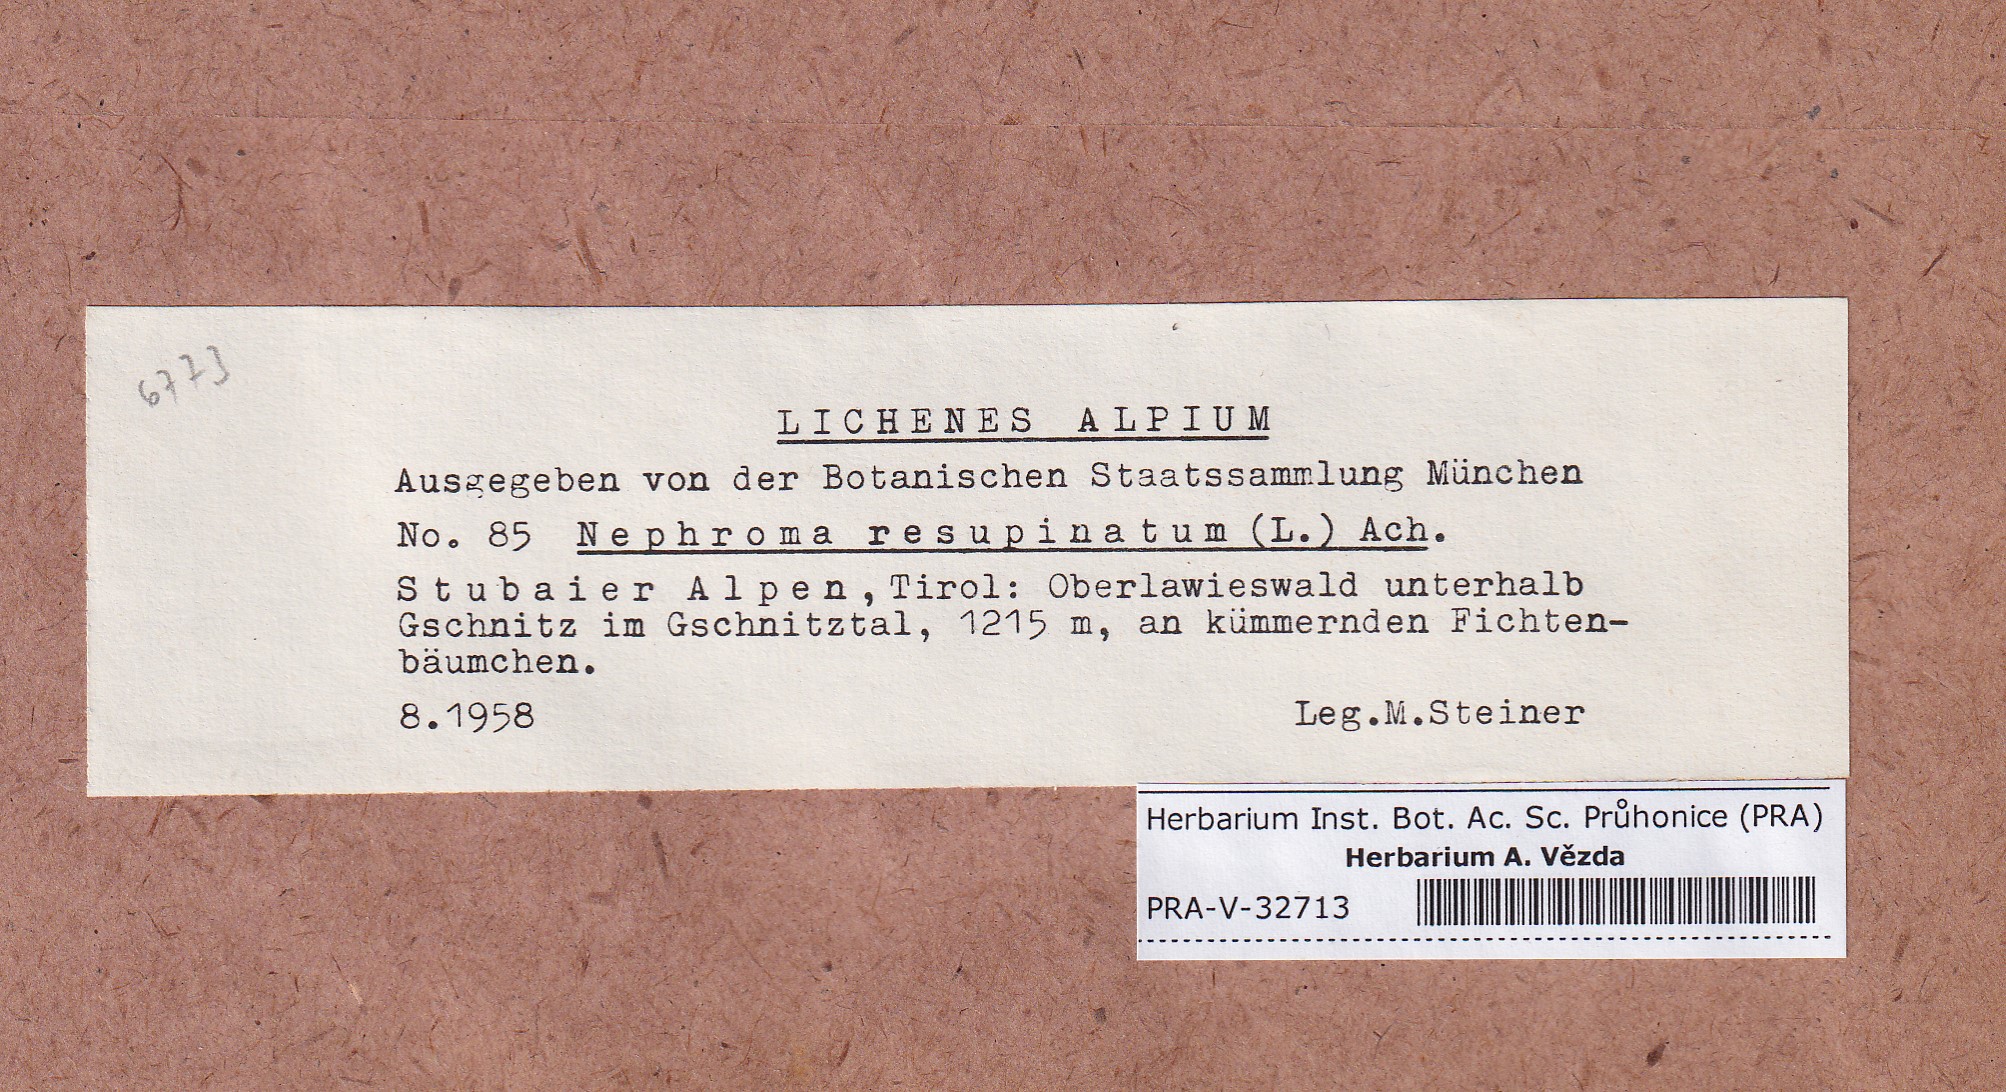 6773
LICHENES ALPIUM
Ausgegeben von der Botanischen Staatssammlung München
No. 85 Nephroma resupinatum (L.) Ach.
Stubaier Alpen, Tirol: Oberlawieswald unterhalb
Gschnitz im Gschnitztal, 1215 m, an kümmernden Fichten-
bäumchen.
8.1958 Leg.M.Steiner
Herbarium Inst. Bot. Ac. Sc. Průhonice (PRA)
Herbarium A. Vězda
PRA-V-32713